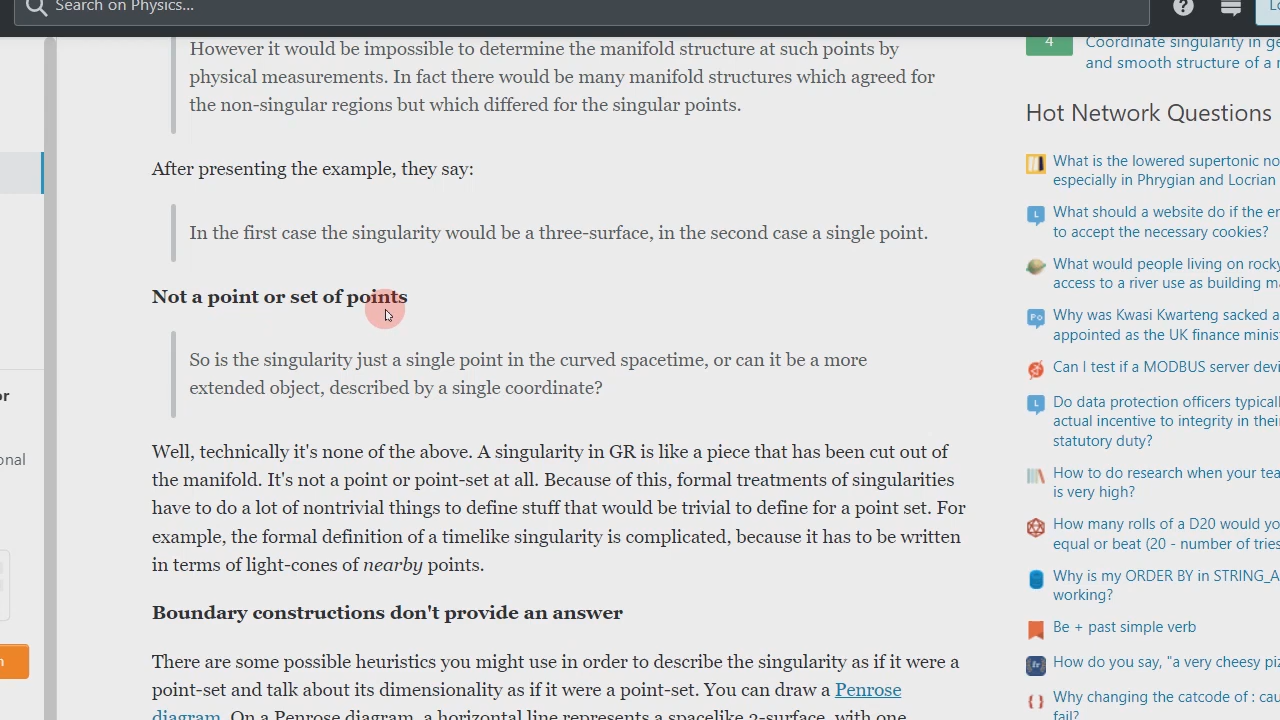 Search on Physics...
However it would be impossible to determine the manifold structure at such points by
physical measurements. In fact there would be many manifold structures which agreed for
the non-singular regions but which differed for the singular points.
After presenting the example, they say:
In the first case the singularity would be a three-surface, in the second case a single point.
Not a point or set of points
So is the singularity just a single point in the curved spacetime, or can it be a more
extended object, described by a single coordinate?
Well, technically it's none of the above. A singularity in GR is like a piece that has been cut out of
the manifold. It's not a point or point-set at all. Because of this, formal treatments of singularities
have to do a lot of nontrivial things to define stuff that would be trivial to define for a point set. For
example, the formal definition of a timelike singularity is complicated, because it has to be written
in terms of light-cones of nearby points.
Boundary constructions don't provide an answer
There are some possible heuristics you might use in order to describe the singularity as if it were a
point-set and talk about its dimensionality as if it were a point-set. You can draw a Penrose
diagram. On a Penrose diagram, a horizontal line represents a spacelike 3-surface, with one
4
Coordinate singularity in
and smooth structure of a
Hot Network Questions
What is the lowered supertonic
especially in Phrygian and Locrian
What should a website do if the
to accept the necessary cookies?
What would people living on rocky
access to a river use as building
Why was Kwasi Kwarteng sacked
appointed as the UK finance
Can I test if a MODBUS server
Do data protection officers
actual incentive to integrity in their
statutory duty?
How to do research when your
is very high?
How many rolls of a D20 would
equal or beat (20 - number of
Why is my ORDER BY in
working?
Be + past simple verb
How do you say, "a very cheesy
Why changing the catcode of :
fail?